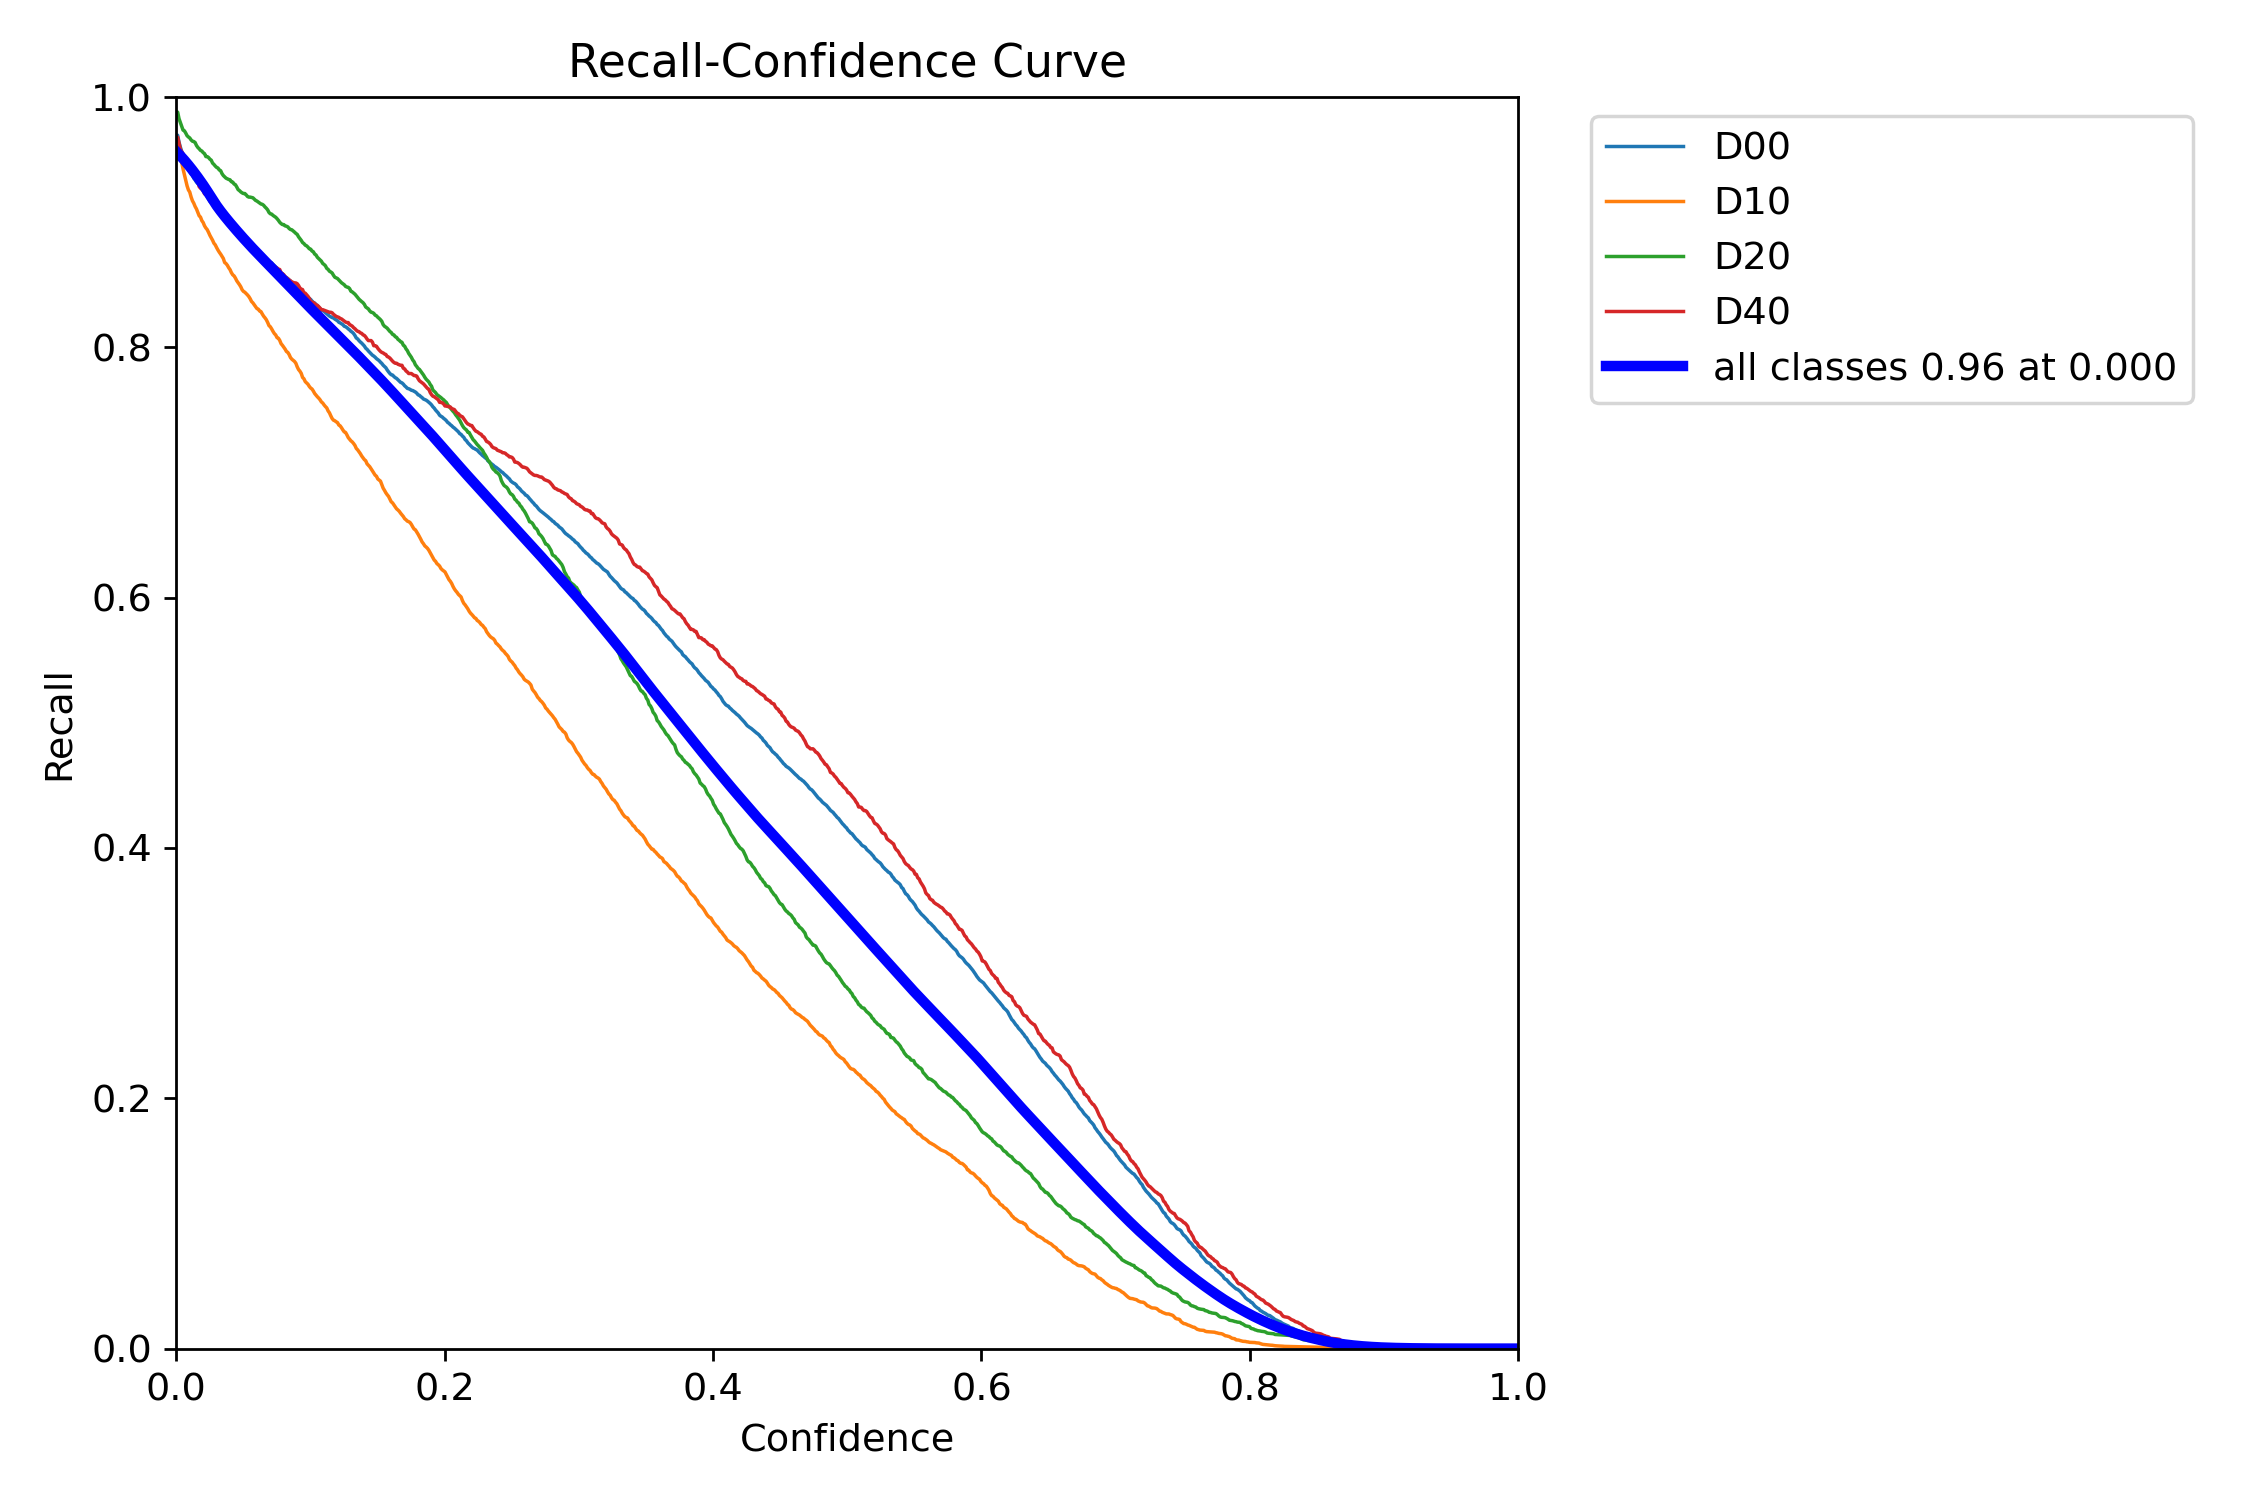 Recall-Confidence Curve
1.0
0.8
0.6
0.4
0.2
0.0
Recall
0.0 0.2 0.4 0.6 0.8 1.0
Confidence
D00
D10
D20
D40
all classes 0.96 at 0.000